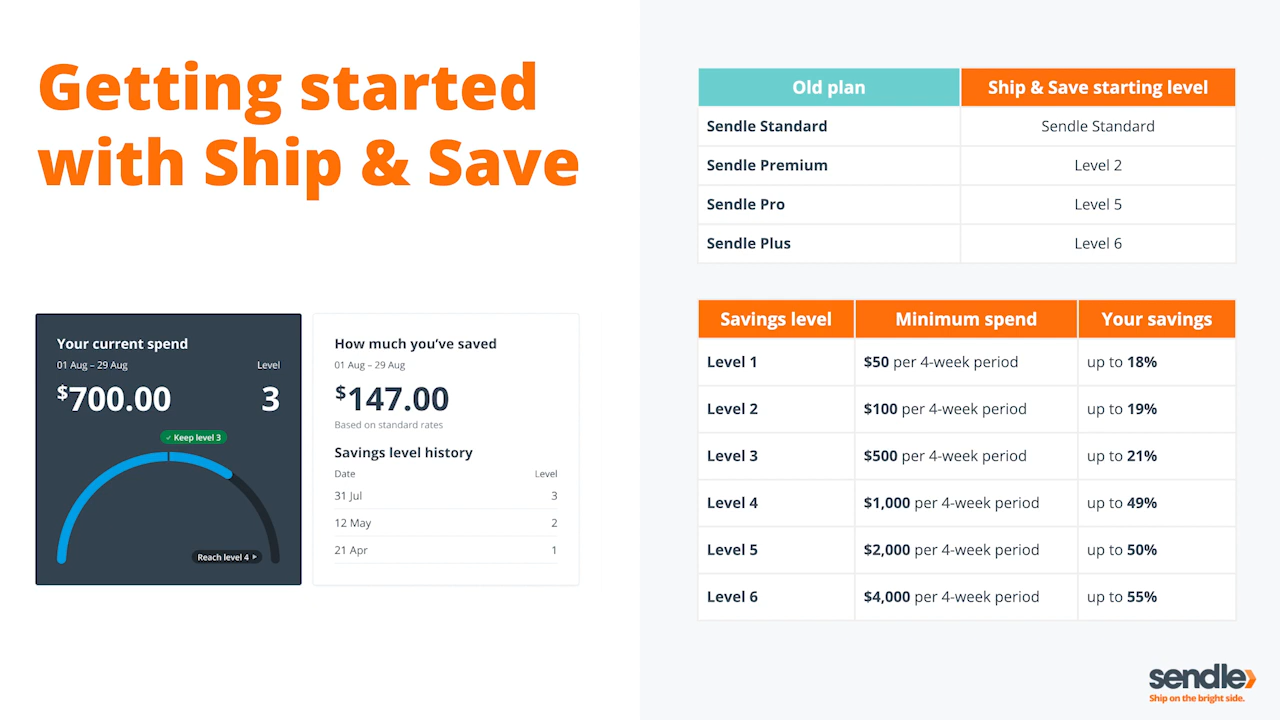 Getting started
with Ship & Save
Your current spend
01 Aug – 29 Aug
Level
$700.00
3
✓ Keep level 3
Reach level 4 ▸
How much you’ve saved
01 Aug – 29 Aug
$147.00
Based on standard rates
Savings level history
Date Level
31 Jul 3
12 May 2
21 Apr 1
Old plan Ship & Save starting level
Sendle Standard Sendle Standard
Sendle Premium Level 2
Sendle Pro Level 5
Sendle Plus Level 6
Savings level Minimum spend Your savings
Level 1 $50 per 4-week period up to 18%
Level 2 $100 per 4-week period up to 19%
Level 3 $500 per 4-week period up to 21%
Level 4 $1,000 per 4-week period up to 49%
Level 5 $2,000 per 4-week period up to 50%
Level 6 $4,000 per 4-week period up to 55%
sendle
Ship on the bright side.